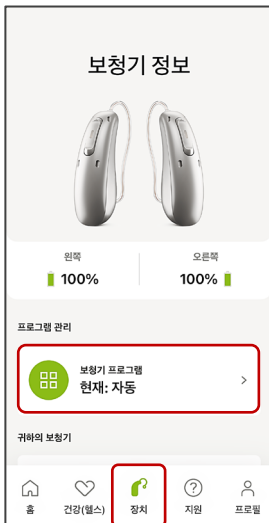 보청기 정보
왼쪽 오른쪽
100% 100%
프로그램 관리
보청기 프로그램
현재: 자동
귀하의 보청기
홈 건강(헬스) 장치 지원 프로필